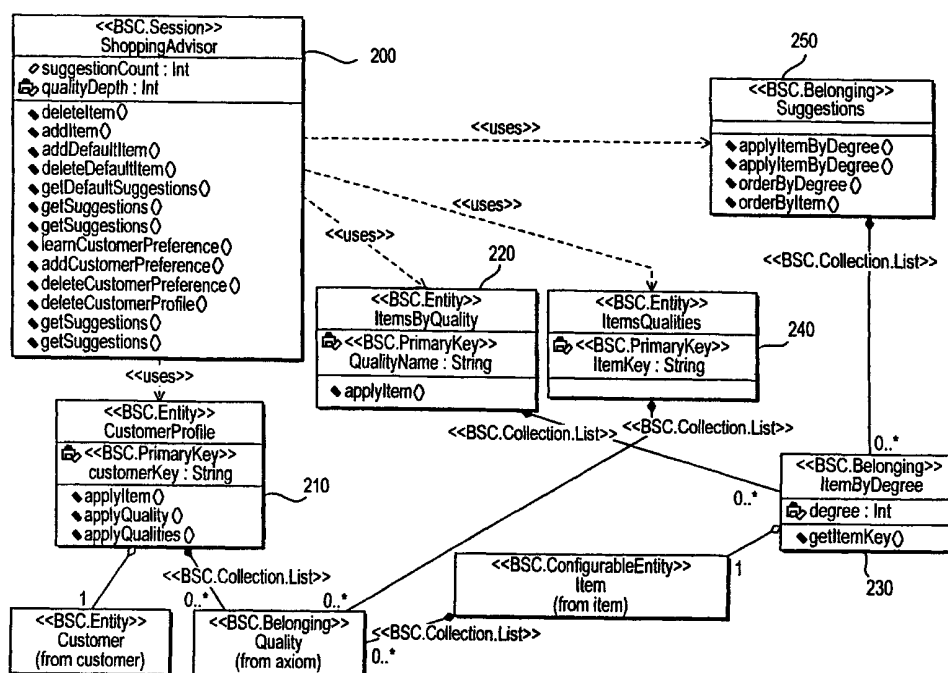 <<BSC.Session>>
ShoppingAdvisor
200
suggestionCount : Int
qualityDepth : Int
deleteItem()
addItem()
addDefaultItem()
deleteDefaultItem()
getDefaultSuggestions()
getSuggestions()
getSuggestions()
learnCustomerPreference()
addCustomerPreference()
deleteCustomerPreference()
deleteCustomerProfile()
getSuggestions()
getSuggestions()
<<uses>>
<<uses>>
<<uses>>
<<uses>>
250
<<BSC.Belonging>>
Suggestions
applyItemByDegree()
applyItemByDegree()
orderByDegree()
orderByItem()
<<BSC.Collection.List>>
220
<<BSC.Entity>>
ItemsByQuality
<<BSC.PrimaryKey>>
QualityName : String
applyItem()
<<BSC.Entity>>
ItemsQualities
<<BSC.PrimaryKey>>
ItemKey : String
240
<<BSC.Collection.List>>
<<BSC.Collection.List>>
<<BSC.Entity>>
CustomerProfile
<<BSC.PrimaryKey>>
customerKey : String
applyItem()
applyQuality()
applyQualities()
210
0..*
0..*
<<BSC.Belonging>>
ItemByDegree
degree : Int
getItemKey()
230
<<BSC.Collection.List>>
1
0..*
0..*
<<BSC.ConfigurableEntity>>
Item
(from item)
1
<<BSC.Entity>>
Customer
(from customer)
<<BSC.Belonging>>
Quality
(from axiom)
<<BSC.Collection.List>>
0..*